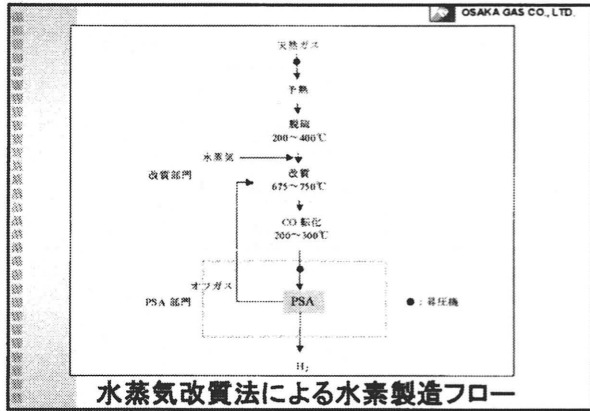 OSAKA GAS CO., LTD.
天然ガス
予熱
脱硫
200～400℃
水蒸気
改質部門
改質
675～750℃
CO 転化
200～300℃
オフガス
PSA 部門
PSA
●：昇圧機
H₂
水蒸気改質法による水素製造フロー